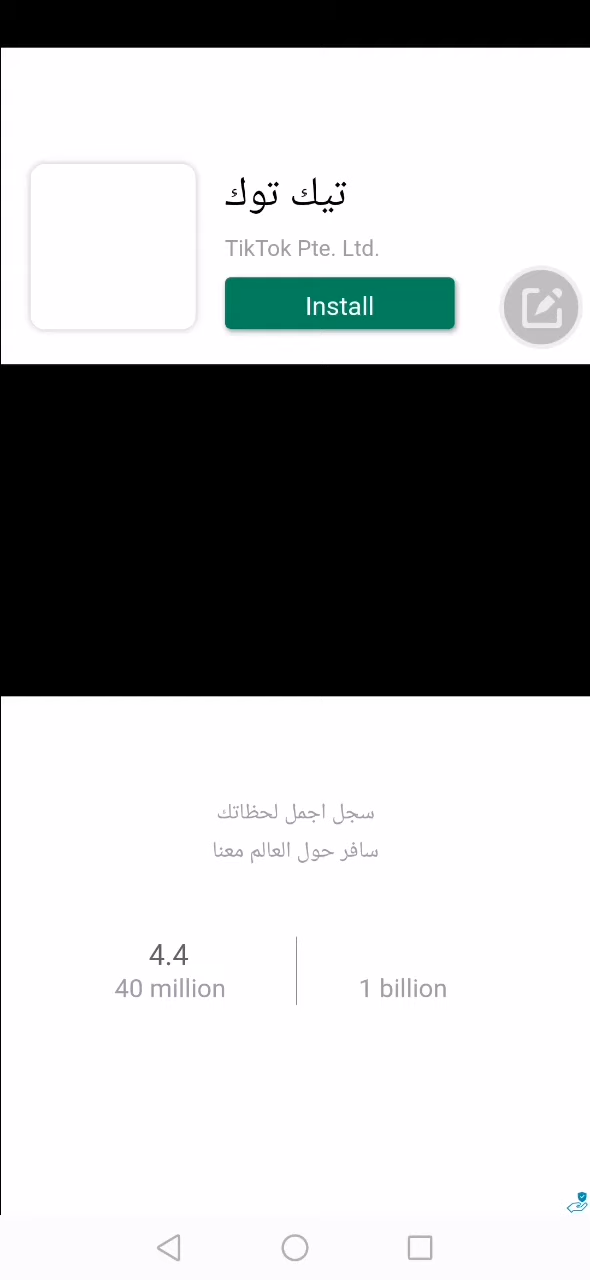 تيك توك
TikTok Pte. Ltd.
Install
سجل اجمل لحظاتك
سافر حول العالم معنا
4.4
40 million
1 billion